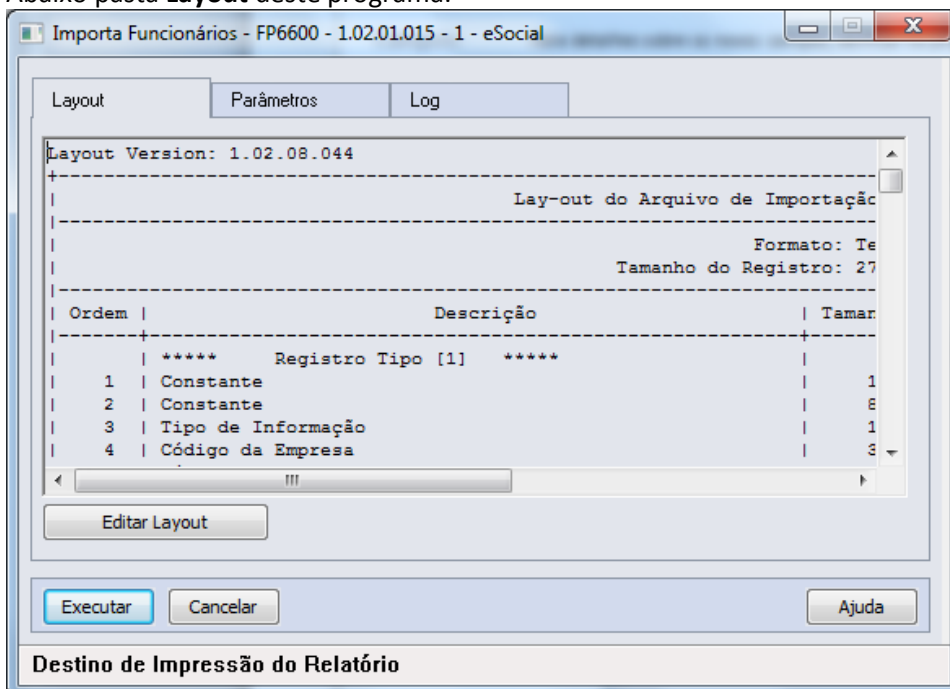 Abaixo pasta Layout deste programa:
Importa Funcionários - FP6600 - 1.02.01.015 - 1 - eSocial
Layout Parâmetros Log
Layout Version: 1.02.08.044
Lay-out do Arquivo de Importação
Formato: Te
Tamanho do Registro: 27
Ordem | Descrição | Taman
| ***** Registro Tipo [1] ***** |
1 | Constante | 1
2 | Constante | 8
3 | Tipo de Informação | 1
4 | Código da Empresa | 3
Editar Layout
Executar Cancelar Ajuda
Destino de Impressão do Relatório